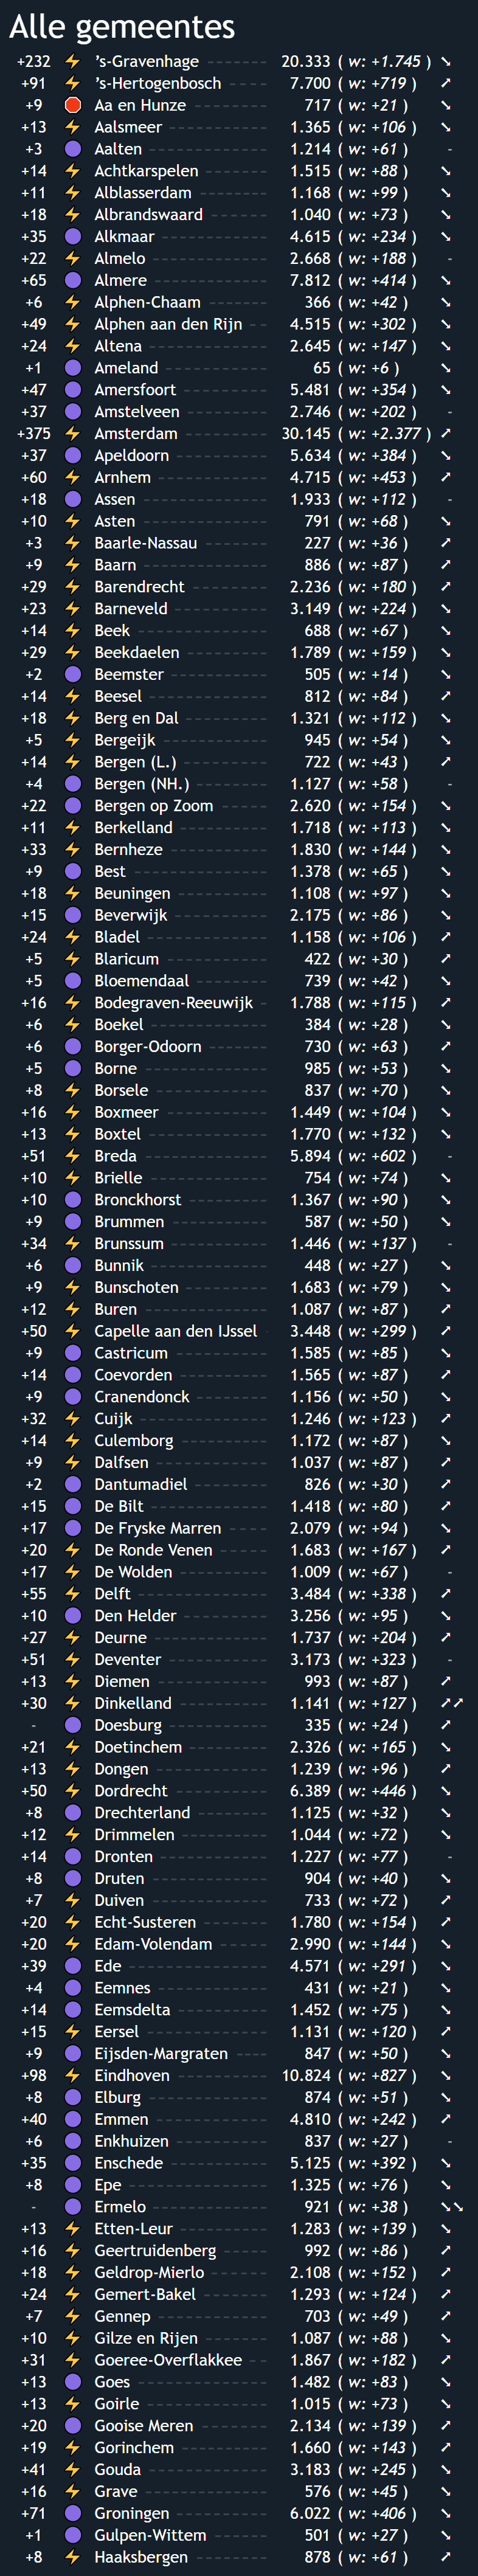 Alle gemeentes
+232 ⚡ ’s-Gravenhage 20.333 ( w: +1.745 ) ↘
+91 ⚡ ’s-Hertogenbosch 7.700 ( w: +719 ) ↗
+9 🛑 Aa en Hunze 717 ( w: +21 ) ↘
+13 ⚡ Aalsmeer 1.365 ( w: +106 ) ↘
+3 🟣 Aalten 1.214 ( w: +61 ) -
+14 ⚡ Achtkarspelen 1.515 ( w: +88 ) ↘
+11 ⚡ Alblasserdam 1.168 ( w: +99 ) ↘
+18 ⚡ Albrandswaard 1.040 ( w: +73 ) ↘
+35 🟣 Alkmaar 4.615 ( w: +234 ) ↘
+22 ⚡ Almelo 2.668 ( w: +188 ) -
+65 🟣 Almere 7.812 ( w: +414 ) ↘
+6 ⚡ Alphen-Chaam 366 ( w: +42 ) ↘
+49 ⚡ Alphen aan den Rijn 4.515 ( w: +302 ) ↘
+24 ⚡ Altena 2.645 ( w: +147 ) ↘
+1 🟣 Ameland 65 ( w: +6 ) ↘
+47 🟣 Amersfoort 5.481 ( w: +354 ) ↘
+37 🟣 Amstelveen 2.746 ( w: +202 ) -
+375 ⚡ Amsterdam 30.145 ( w: +2.377 ) ↗
+37 🟣 Apeldoorn 5.634 ( w: +384 ) ↘
+60 ⚡ Arnhem 4.715 ( w: +453 ) ↗
+18 🟣 Assen 1.933 ( w: +112 ) -
+10 ⚡ Asten 791 ( w: +68 ) ↘
+3 ⚡ Baarle-Nassau 227 ( w: +36 ) ↗
+9 ⚡ Baarn 886 ( w: +87 ) ↗
+29 ⚡ Barendrecht 2.236 ( w: +180 ) ↗
+23 ⚡ Barneveld 3.149 ( w: +224 ) ↘
+14 ⚡ Beek 688 ( w: +67 ) ↘
+29 ⚡ Beekdaelen 1.789 ( w: +159 ) ↘
+2 🟣 Beemster 505 ( w: +14 ) ↘
+14 ⚡ Beesel 812 ( w: +84 ) ↗
+18 ⚡ Berg en Dal 1.321 ( w: +112 ) ↘
+5 ⚡ Bergeijk 945 ( w: +54 ) ↘
+14 ⚡ Bergen (L.) 722 ( w: +43 ) ↗
+4 🟣 Bergen (NH.) 1.127 ( w: +58 ) -
+22 🟣 Bergen op Zoom 2.620 ( w: +154 ) ↘
+11 ⚡ Berkelland 1.718 ( w: +113 ) ↘
+33 ⚡ Bernheze 1.830 ( w: +144 ) ↘
+9 🟣 Best 1.378 ( w: +65 ) ↘
+18 ⚡ Beuningen 1.108 ( w: +97 ) ↘
+15 🟣 Beverwijk 2.175 ( w: +86 ) ↘
+24 ⚡ Bladel 1.158 ( w: +106 ) ↗
+5 ⚡ Blaricum 422 ( w: +30 ) ↗
+5 🟣 Bloemendaal 739 ( w: +42 ) ↘
+16 ⚡ Bodegraven-Reeuwijk 1.788 ( w: +115 ) ↗
+6 ⚡ Boekel 384 ( w: +28 ) ↘
+6 🟣 Borger-Odoorn 730 ( w: +63 ) ↗
+5 🟣 Borne 985 ( w: +53 ) ↘
+8 ⚡ Borsele 837 ( w: +70 ) ↘
+16 ⚡ Boxmeer 1.449 ( w: +104 ) ↘
+13 ⚡ Boxtel 1.770 ( w: +132 ) ↘
+51 ⚡ Breda 5.894 ( w: +602 ) -
+10 ⚡ Brielle 754 ( w: +74 ) ↘
+10 🟣 Bronckhorst 1.367 ( w: +90 ) ↘
+9 🟣 Brummen 587 ( w: +50 ) ↘
+34 ⚡ Brunssum 1.446 ( w: +137 ) -
+6 🟣 Bunnik 448 ( w: +27 ) ↘
+9 ⚡ Bunschoten 1.683 ( w: +79 ) ↗
+12 ⚡ Buren 1.087 ( w: +87 ) ↗
+50 ⚡ Capelle aan den IJssel 3.448 ( w: +299 ) ↗
+9 🟣 Castricum 1.585 ( w: +85 ) ↘
+14 🟣 Coevorden 1.565 ( w: +87 ) ↗
+9 🟣 Cranendonck 1.156 ( w: +50 ) ↘
+32 ⚡ Cuijk 1.246 ( w: +123 ) ↗
+14 ⚡ Culemborg 1.172 ( w: +87 ) ↘
+9 ⚡ Dalfsen 1.037 ( w: +87 ) ↗
+2 🟣 Dantumadiel 826 ( w: +30 ) ↗
+15 🟣 De Bilt 1.418 ( w: +80 ) ↗
+17 🟣 De Fryske Marren 2.079 ( w: +94 ) ↘
+20 ⚡ De Ronde Venen 1.683 ( w: +167 ) ↗
+17 ⚡ De Wolden 1.009 ( w: +67 ) -
+55 ⚡ Delft 3.484 ( w: +338 ) ↗
+10 🟣 Den Helder 3.256 ( w: +95 ) ↘
+27 ⚡ Deurne 1.737 ( w: +204 ) ↗
+51 ⚡ Deventer 3.173 ( w: +323 ) -
+13 ⚡ Diemen 993 ( w: +87 ) ↗
+30 ⚡ Dinkelland 1.141 ( w: +127 ) ↗↗
- 🟣 Doesburg 335 ( w: +24 ) ↗
+21 ⚡ Doetinchem 2.326 ( w: +165 ) ↘
+13 ⚡ Dongen 1.239 ( w: +96 ) ↗
+50 ⚡ Dordrecht 6.389 ( w: +446 ) ↘
+8 🟣 Drechterland 1.125 ( w: +32 ) ↘
+12 ⚡ Drimmelen 1.044 ( w: +72 ) ↘
+14 🟣 Dronten 1.227 ( w: +77 ) -
+8 🟣 Druten 904 ( w: +40 ) ↘
+7 ⚡ Duiven 733 ( w: +72 ) ↗
+20 ⚡ Echt-Susteren 1.780 ( w: +154 ) ↗
+20 ⚡ Edam-Volendam 2.990 ( w: +144 ) ↘
+39 🟣 Ede 4.571 ( w: +291 ) ↘
+4 🟣 Eemnes 431 ( w: +21 ) ↘
+14 🟣 Eemsdelta 1.452 ( w: +75 ) ↘
+15 ⚡ Eersel 1.131 ( w: +120 ) ↗
+9 🟣 Eijsden-Margraten 847 ( w: +50 ) ↘
+98 ⚡ Eindhoven 10.824 ( w: +827 ) ↘
+8 🟣 Elburg 874 ( w: +51 ) ↘
+40 🟣 Emmen 4.810 ( w: +242 ) ↗
+6 🟣 Enkhuizen 837 ( w: +27 ) -
+35 🟣 Enschede 5.125 ( w: +392 ) ↘
+8 🟣 Epe 1.325 ( w: +76 ) ↘
- 🟣 Ermelo 921 ( w: +38 ) ↘↘
+13 ⚡ Etten-Leur 1.283 ( w: +139 ) ↘
+16 ⚡ Geertruidenberg 992 ( w: +86 ) ↗
+18 ⚡ Geldrop-Mierlo 2.108 ( w: +152 ) ↗
+24 ⚡ Gemert-Bakel 1.293 ( w: +124 ) ↗
+7 ⚡ Gennep 703 ( w: +49 ) ↗
+10 ⚡ Gilze en Rijen 1.087 ( w: +88 ) ↘
+31 ⚡ Goeree-Overflakkee 1.867 ( w: +182 ) ↗
+13 🟣 Goes 1.482 ( w: +83 ) ↘
+13 ⚡ Goirle 1.015 ( w: +73 ) ↘
+20 🟣 Gooise Meren 2.134 ( w: +139 ) ↗
+19 ⚡ Gorinchem 1.660 ( w: +143 ) ↗
+41 ⚡ Gouda 3.183 ( w: +245 ) ↘
+16 ⚡ Grave 576 ( w: +45 ) ↘
+71 🟣 Groningen 6.022 ( w: +406 ) ↘
+1 🟣 Gulpen-Wittem 501 ( w: +27 ) ↘
+8 ⚡ Haaksbergen 878 ( w: +61 ) ↗